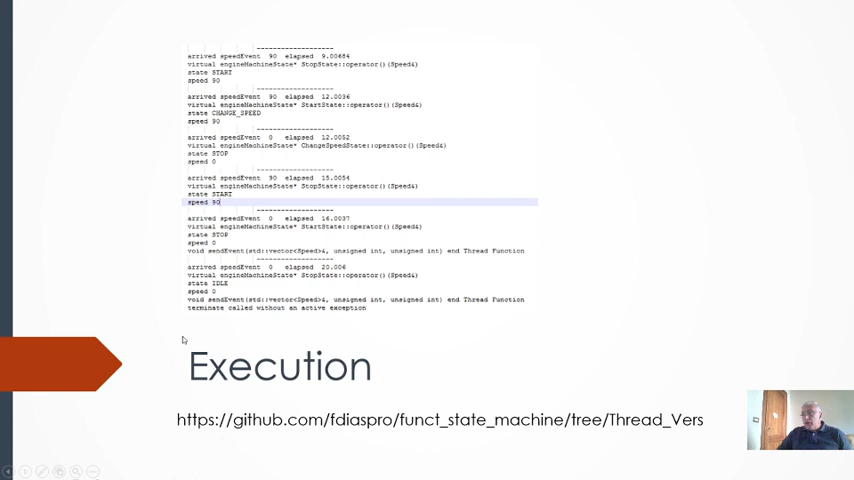 -------------------
arrived speedEvent 90 elapsed 9.00684
virtual engineMachineState* StopState::operator()(Speed&)
state START
speed 90
-------------------
arrived speedEvent 90 elapsed 12.0036
virtual engineMachineState* StartState::operator()(Speed&)
state CHANGE_SPEED
speed 90
-------------------
arrived speedEvent 0 elapsed 12.0052
virtual engineMachineState* ChangeSpeedState::operator()(Speed&)
state STOP
speed 0
-------------------
arrived speedEvent 90 elapsed 15.0054
virtual engineMachineState* StopState::operator()(Speed&)
state START
speed 90
-------------------
arrived speedEvent 0 elapsed 16.0037
virtual engineMachineState* StartState::operator()(Speed&)
state STOP
speed 0
void sendEvent(std::vector<Speed>&, unsigned int, unsigned int) end Thread Function
-------------------
arrived speedEvent 0 elapsed 20.006
virtual engineMachineState* StopState::operator()(Speed&)
state IDLE
speed 0
void sendEvent(std::vector<Speed>&, unsigned int, unsigned int) end Thread Function
terminate called without an active exception
Execution
https://github.com/fdiaspro/funct_state_machine/tree/Thread_Vers